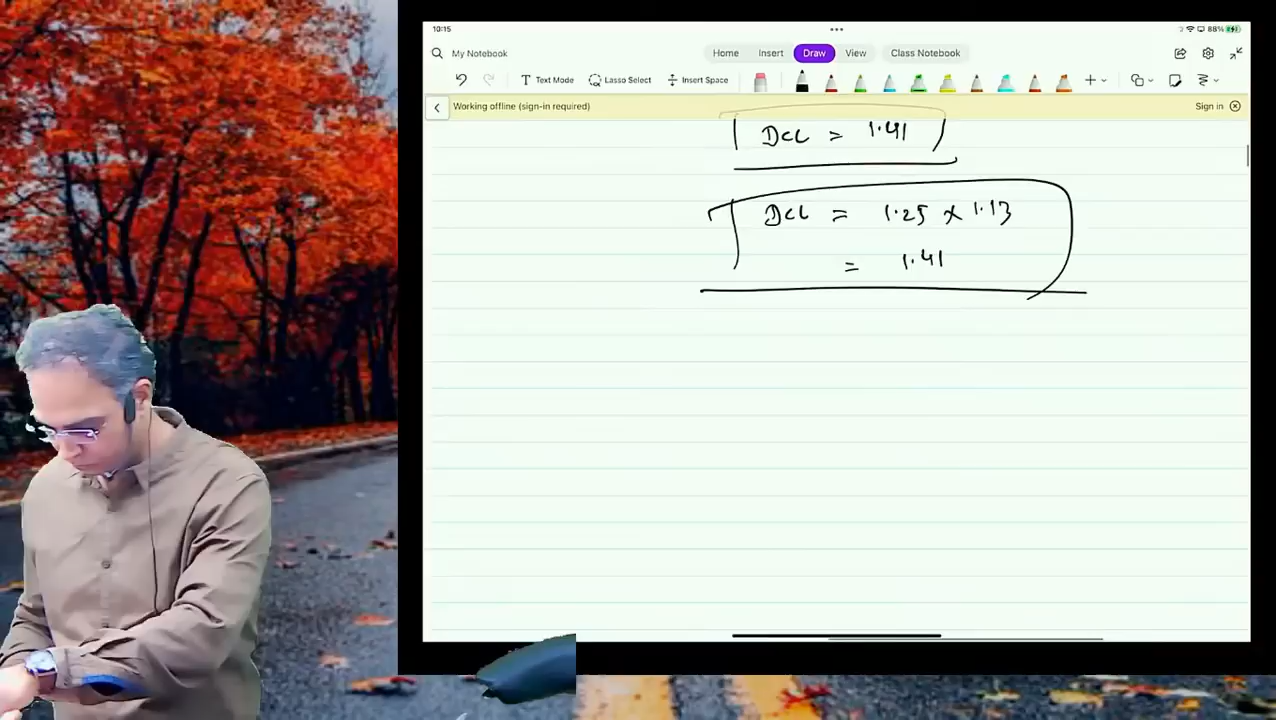 10:15
88%
My Notebook
Home Insert Draw View Class Notebook
Text Mode Lasso Select Insert Space
Working offline (sign-in required) Sign in
DCL = 1.41
DCL = 1.25 x 1.13
= 1.41